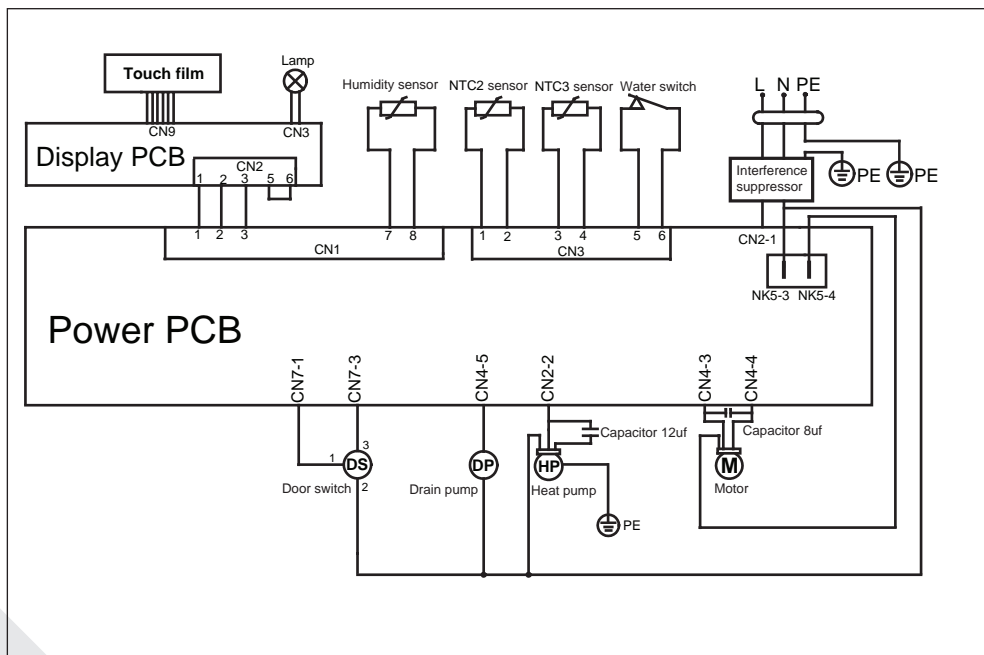 Touch film
Lamp
Humidity sensor
NTC2 sensor
NTC3 sensor
Water switch
L N PE
CN9
CN3
Display PCB
CN2
1 2 3 5 6
Interference
suppressor
PE
PE
1 2 3
7 8
CN1
1 2 3 4 5 6
CN3
CN2-1
NK5-3
NK5-4
Power PCB
CN7-1
CN7-3
CN4-5
CN2-2
CN4-3
CN4-4
1
3
DS
2
Door switch
DP
Drain pump
Capacitor 12uf
HP
Heat pump
PE
Capacitor 8uf
M
Motor